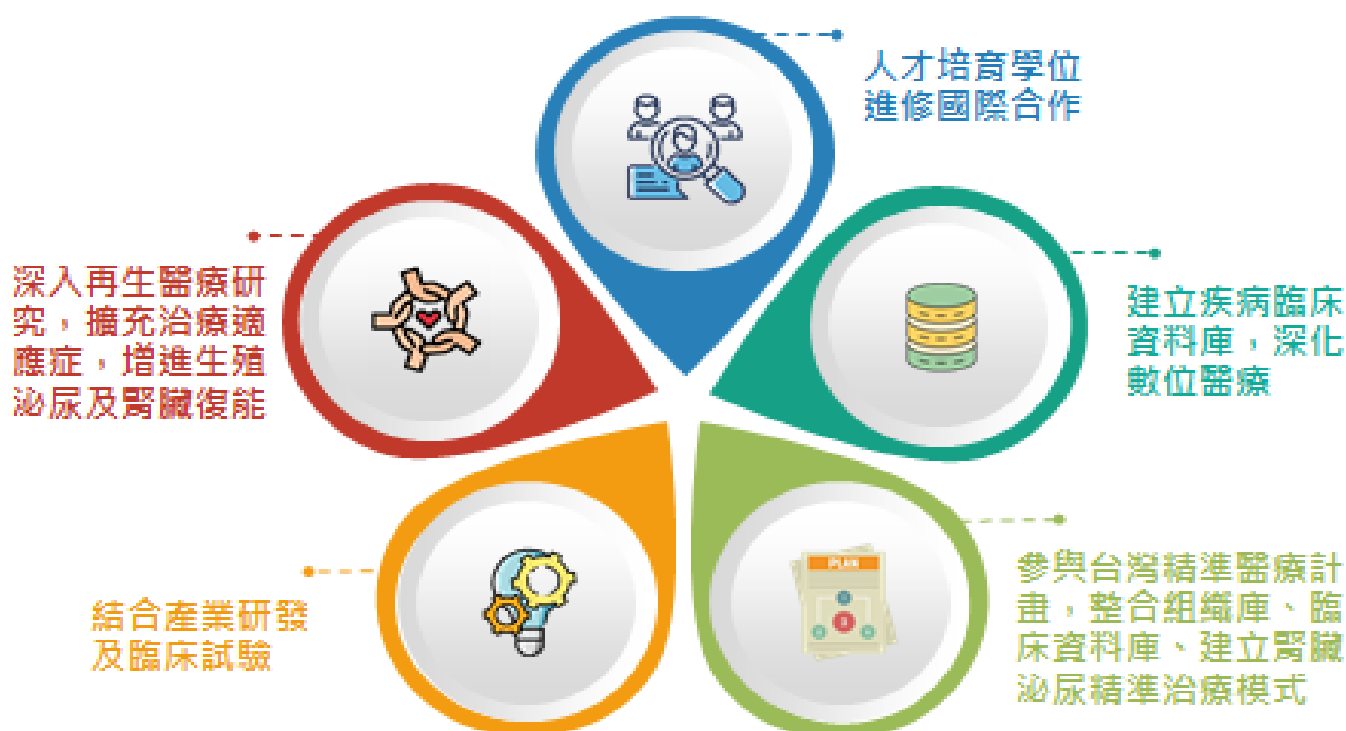 人才培育學位
進修國際合作
建立疾病臨床
資料庫，深化
數位醫療
參與台灣精準醫療計
畫，整合組織庫、臨
床資料庫、建立腎臟
泌尿精準治療模式
PLAN
結合產業研發
及臨床試驗
深入再生醫療研
究，擴充治療適
應症，增進生殖
泌尿及腎臟復能